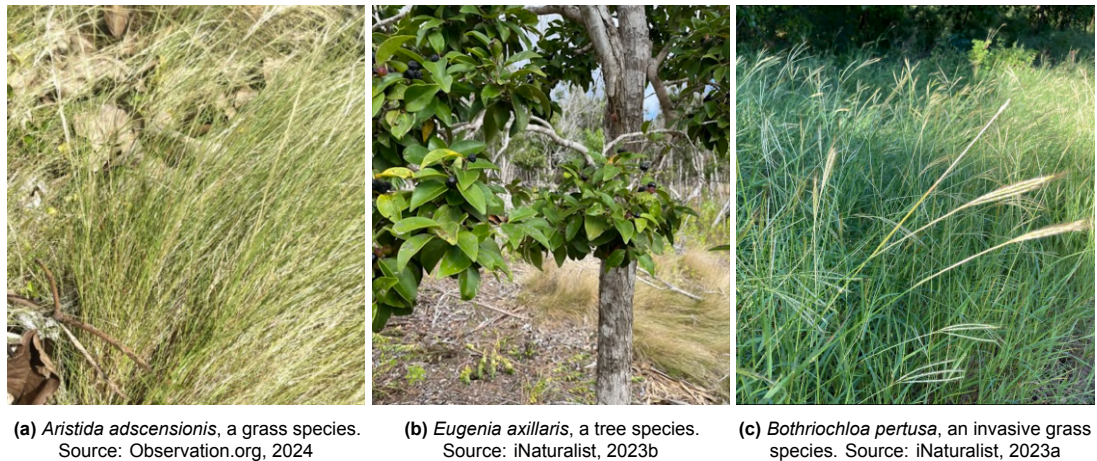 (a) Aristida adscensionis, a grass species.
Source: Observation.org, 2024
(b) Eugenia axillaris, a tree species.
Source: iNaturalist, 2023b
(c) Bothriochloa pertusa, an invasive grass
species. Source: iNaturalist, 2023a